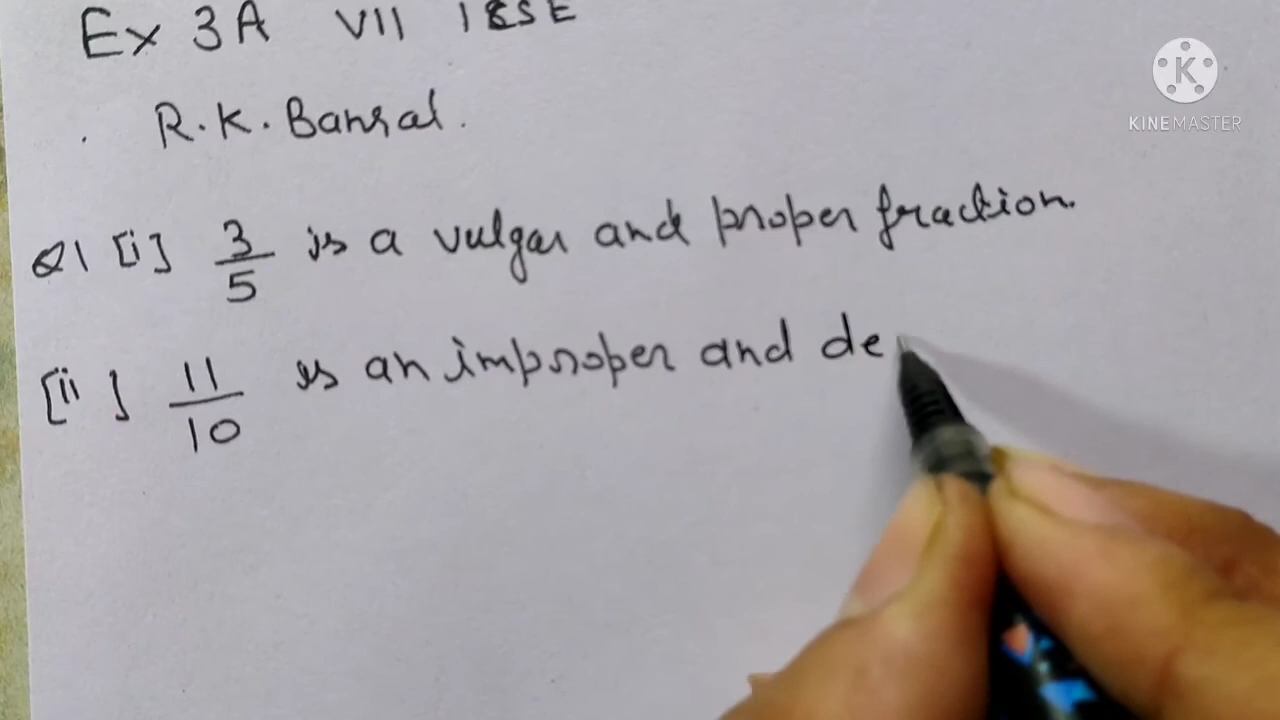 Ex 3A VII ICSE
R.K. Bansal.
Q1 [i] 3/5 is a vulgar and proper fraction.
[ii] 11/10 is an improper and de
K
KINEMASTER